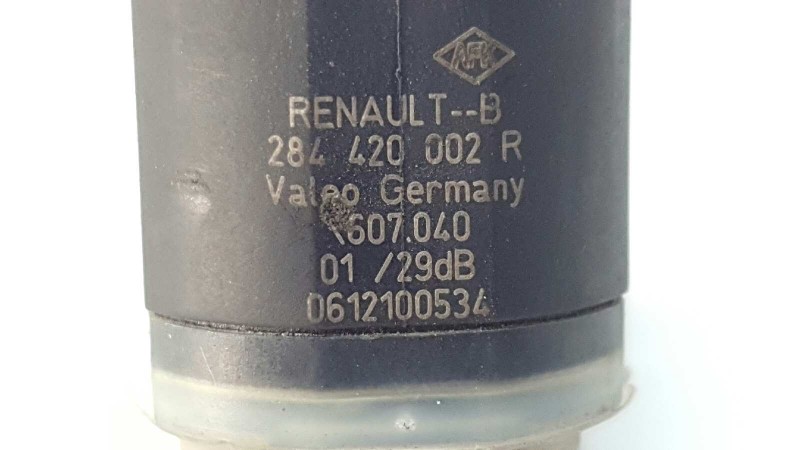 RENAULT--B
284 420 002 R
Valeo Germany
607.040
01 /29dB
0612100534